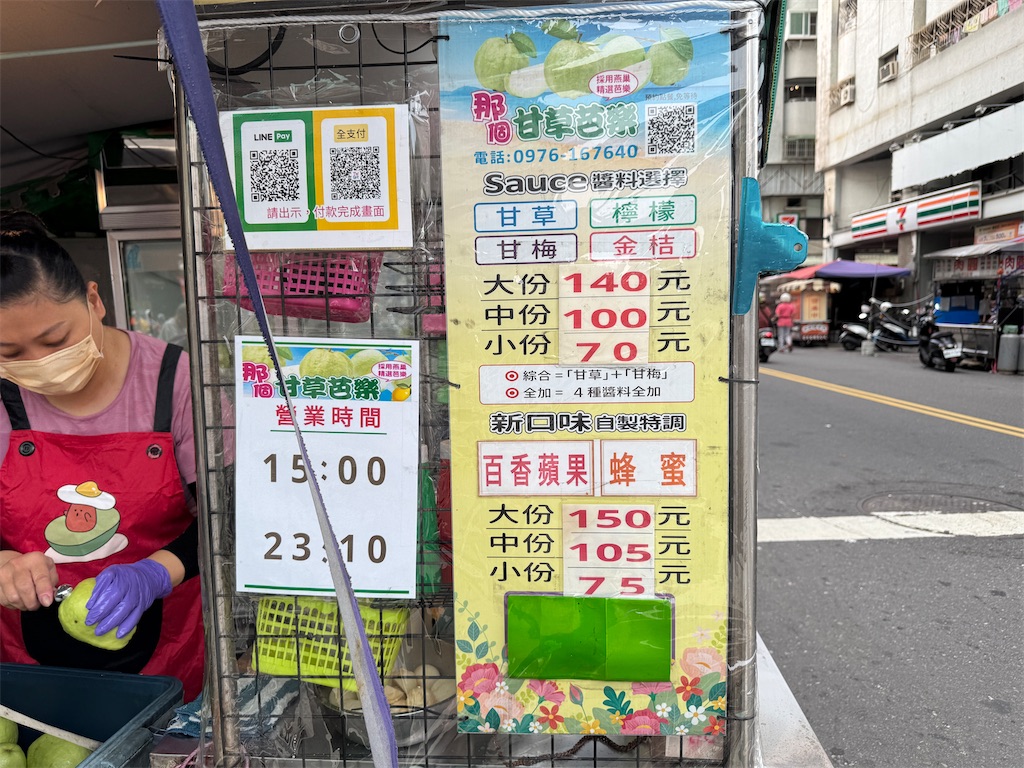 LINE Pay
全支付
請出示，付款完成畫面
採用燕巢
精選芭樂
那個甘草芭樂
電話:0976-167640
Sauce醬料選擇
甘草 檸檬
甘梅 金桔
大份 140 元
中份 100 元
小份 70 元
綜合=「甘草」+「甘梅」
全加= 4種醬料全加
新口味 自製特調
百香蘋果 蜂蜜
大份 150 元
中份 105 元
小份 75 元
採用燕巢
精選芭樂
那個甘草芭樂
營業時間
15:00
23:10
7